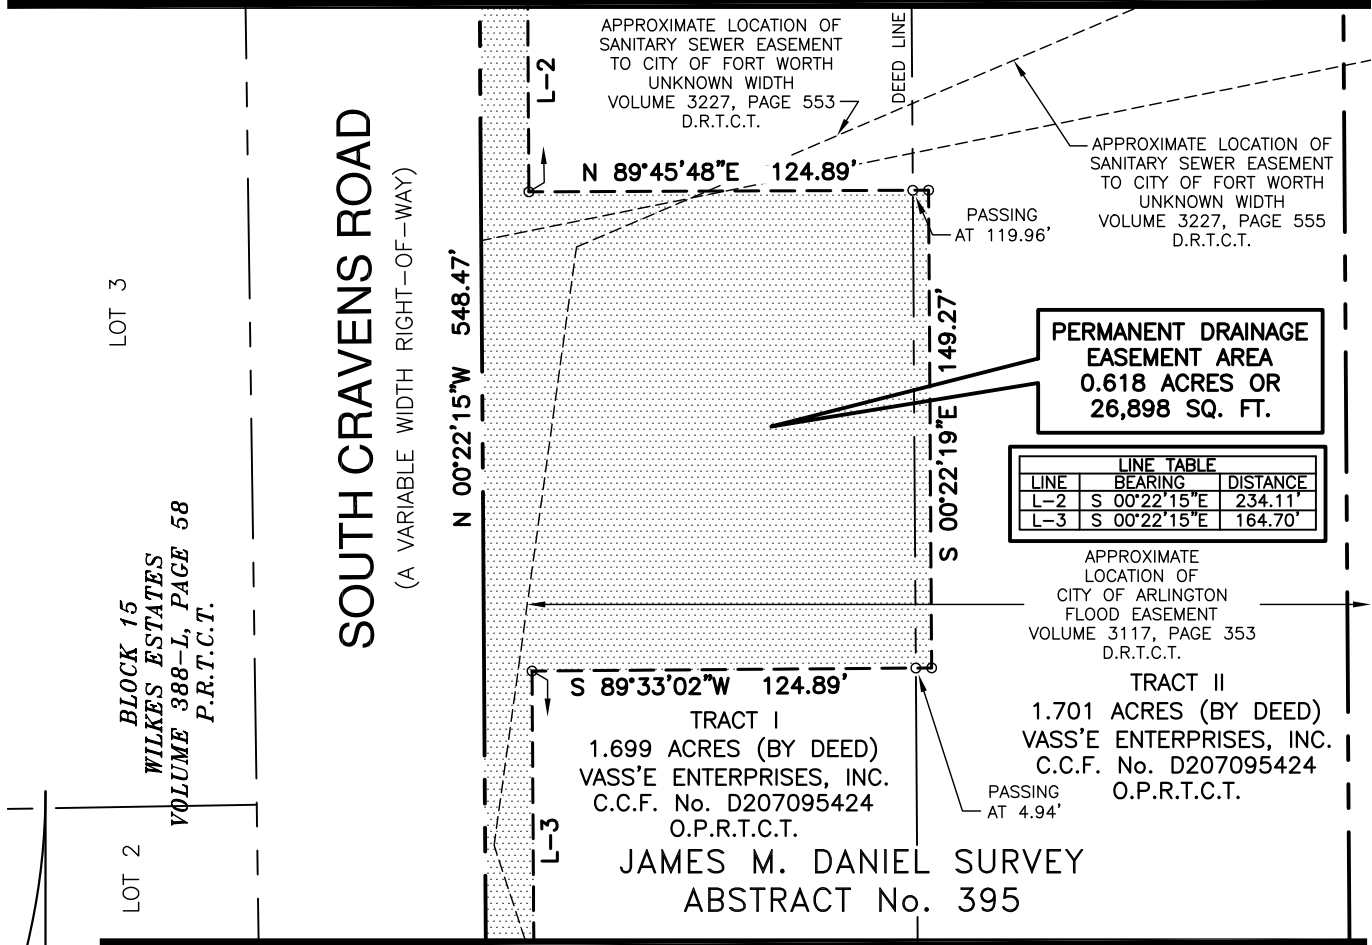 APPROXIMATE LOCATION OF
SANITARY SEWER EASEMENT
TO CITY OF FORT WORTH
UNKNOWN WIDTH
VOLUME 3227, PAGE 553
D.R.T.C.T.
DEED LINE
L-2
APPROXIMATE LOCATION OF
SANITARY SEWER EASEMENT
TO CITY OF FORT WORTH
UNKNOWN WIDTH
VOLUME 3227, PAGE 555
D.R.T.C.T.
N 89°45'48"E 124.89'
PASSING
AT 119.96'
LOT 3
SOUTH CRAVENS ROAD
(A VARIABLE WIDTH RIGHT-OF-WAY)
N 00°22'15"W 548.47'
S 00°22'19"E 149.27'
PERMANENT DRAINAGE
EASEMENT AREA
0.618 ACRES OR
26,898 SQ. FT.
LINE TABLE
LINE BEARING DISTANCE
L-2 S 00°22'15"E 234.11'
L-3 S 00°22'15"E 164.70'
APPROXIMATE
LOCATION OF
CITY OF ARLINGTON
FLOOD EASEMENT
VOLUME 3117, PAGE 353
D.R.T.C.T.
BLOCK 15
WILKES ESTATES
VOLUME 388-L, PAGE 58
P.R.T.C.T.
S 89°33'02"W 124.89'
TRACT I
1.699 ACRES (BY DEED)
VASS'E ENTERPRISES, INC.
C.C.F. No. D207095424
O.P.R.T.C.T.
TRACT II
1.701 ACRES (BY DEED)
VASS'E ENTERPRISES, INC.
C.C.F. No. D207095424
O.P.R.T.C.T.
PASSING
AT 4.94'
L-3
LOT 2
JAMES M. DANIEL SURVEY
ABSTRACT No. 395